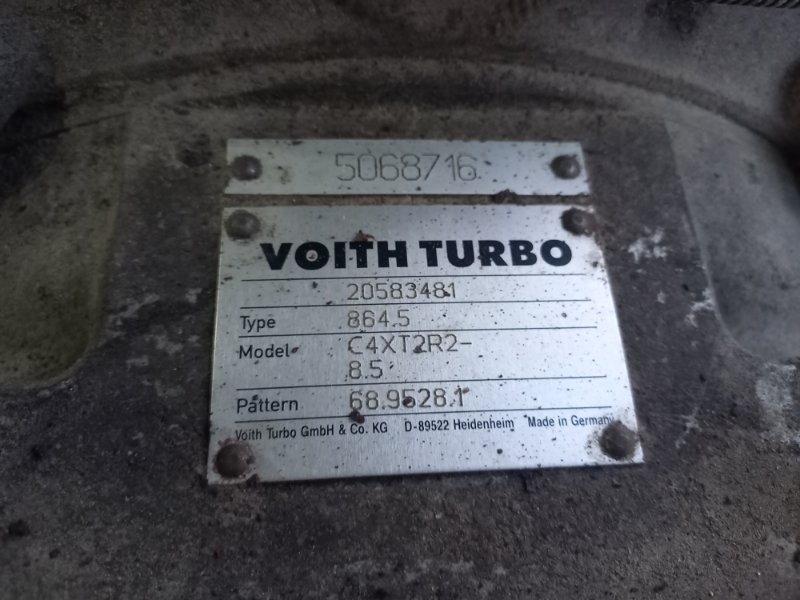 5068716
VOITH TURBO
20583481
Type 864.5
Model C4XT2R2-
8.5
Pattern 68.9528.1
Voith Turbo GmbH & Co. KG D-89522 Heidenheim Made in Germany